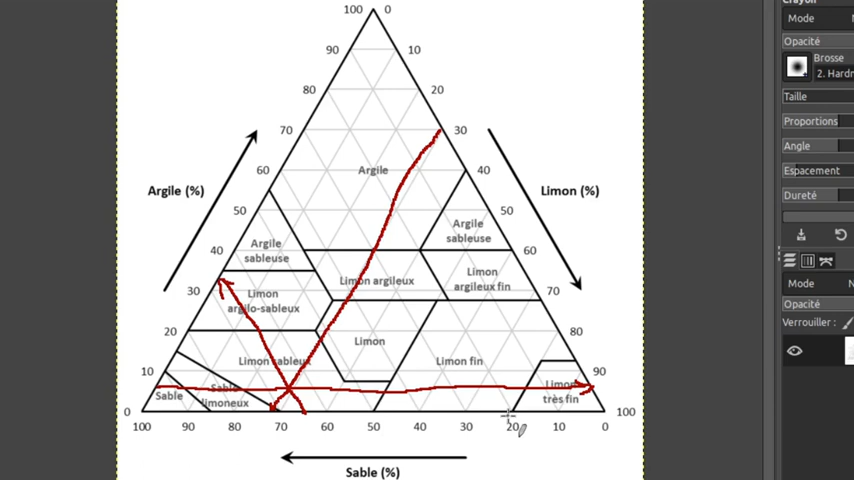 Crayon
100 0
Mode
90 10
Opacité
Brosse
2. Hardn
80 20
Taille
70 30
Proportions
Angle
60 Argile 40
Espacement
Argile (%)
Limon (%)
Dureté
50 50
Argile
sableuse
40 60
Argile
sableuse
Limon argileux
Limon
argileux fin
Mode
30 70
Limon
argilo-sableux
Opacité
20 80
Verrouiller :
Limon
Limon sableux
Limon fin
10 90
Sable
limoneux
Sable
Limon
très fin
0 100
100 90 80 70 60 50 40 30 20 10 0
Sable (%)